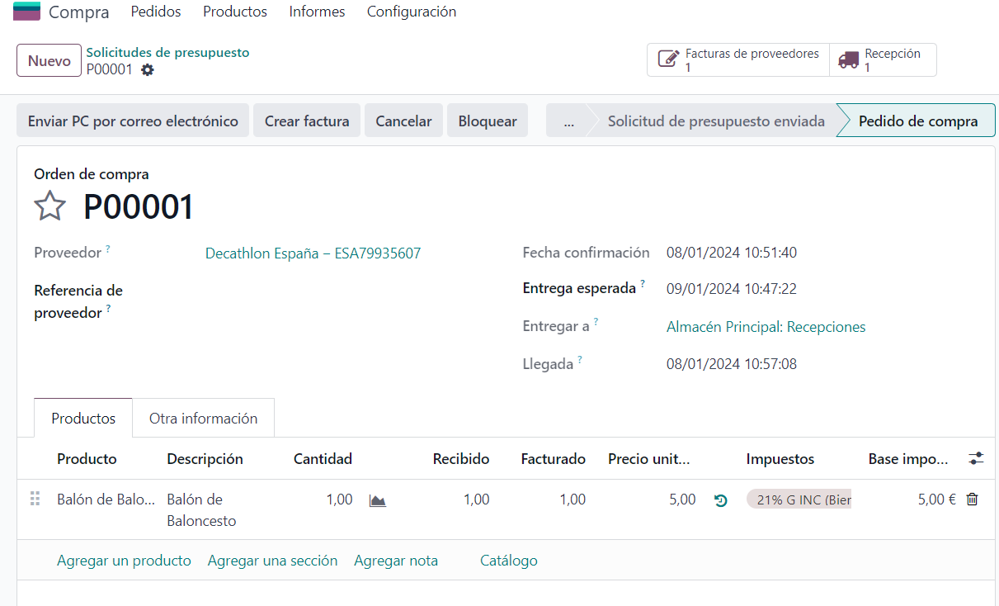 Compra Pedidos Productos Informes Configuración
Nuevo
Solicitudes de presupuesto
P00001
Facturas de proveedores
1
Recepción
1
Enviar PC por correo electrónico Crear factura Cancelar Bloquear ... Solicitud de presupuesto enviada Pedido de compra
Orden de compra
P00001
Proveedor ? Decathlon España – ESA79935607
Referencia de
proveedor ?
Fecha confirmación 08/01/2024 10:51:40
Entrega esperada ? 09/01/2024 10:47:22
Entregar a ? Almacén Principal: Recepciones
Llegada ? 08/01/2024 10:57:08
Productos Otra información
Producto Descripción Cantidad Recibido Facturado Precio unit... Impuestos Base impo...
Balón de Balo... Balón de 1,00 1,00 1,00 5,00 21% G INC (Bien 5,00 €
Baloncesto
Agregar un producto Agregar una sección Agregar nota Catálogo